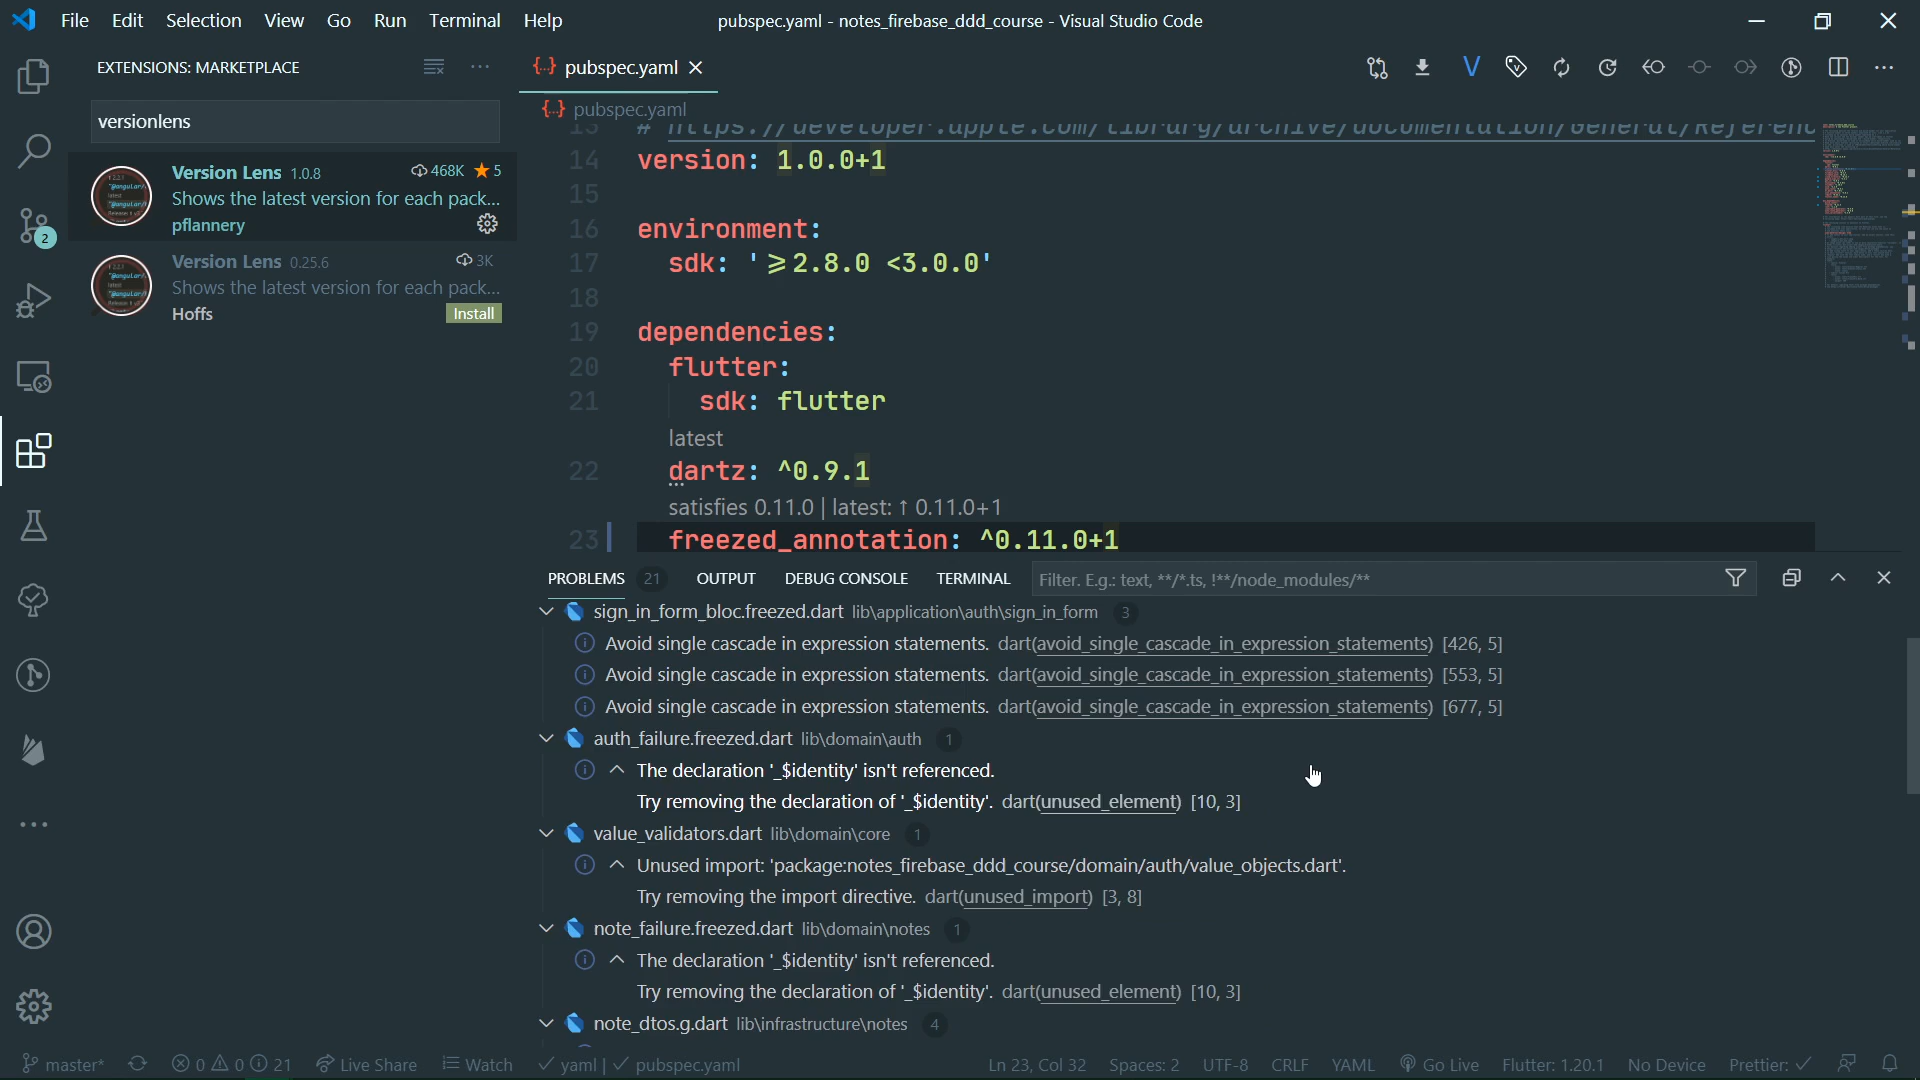 File Edit Selection View Go Run Terminal Help
pubspec.yaml - notes_firebase_ddd_course - Visual Studio Code
EXTENSIONS: MARKETPLACE
versionlens
Version Lens 1.0.8 468K 5
Shows the latest version for each pack...
pflannery
Version Lens 0.25.6 3K
Shows the latest version for each pack...
Hoffs Install
{..} pubspec.yaml
{..} pubspec.yaml
14 version: 1.0.0+1
15
16 environment:
17 sdk: '>=2.8.0 <3.0.0'
18
19 dependencies:
20 flutter:
21 sdk: flutter
latest
22 dartz: ^0.9.1
satisfies 0.11.0 | latest: ↑ 0.11.0+1
23 freezed_annotation: ^0.11.0+1
PROBLEMS 21 OUTPUT DEBUG CONSOLE TERMINAL Filter. E.g.: text, **/*.ts, !**/node_modules/**
sign_in_form_bloc.freezed.dart lib\application\auth\sign_in_form 3
Avoid single cascade in expression statements. dart(avoid_single_cascade_in_expression_statements) [426, 5]
Avoid single cascade in expression statements. dart(avoid_single_cascade_in_expression_statements) [553, 5]
Avoid single cascade in expression statements. dart(avoid_single_cascade_in_expression_statements) [677, 5]
auth_failure.freezed.dart lib\domain\auth 1
The declaration '_$identity' isn't referenced.
Try removing the declaration of '_$identity'. dart(unused_element) [10, 3]
value_validators.dart lib\domain\core 1
Unused import: 'package:notes_firebase_ddd_course/domain/auth/value_objects.dart'.
Try removing the import directive. dart(unused_import) [3, 8]
note_failure.freezed.dart lib\domain\notes 1
The declaration '_$identity' isn't referenced.
Try removing the declaration of '_$identity'. dart(unused_element) [10, 3]
note_dtos.g.dart lib\infrastructure\notes 4
2
master* 0 0 21 Live Share Watch yaml | pubspec.yaml Ln 23, Col 32 Spaces: 2 UTF-8 CRLF YAML Go Live Flutter: 1.20.1 No Device Prettier: ✓